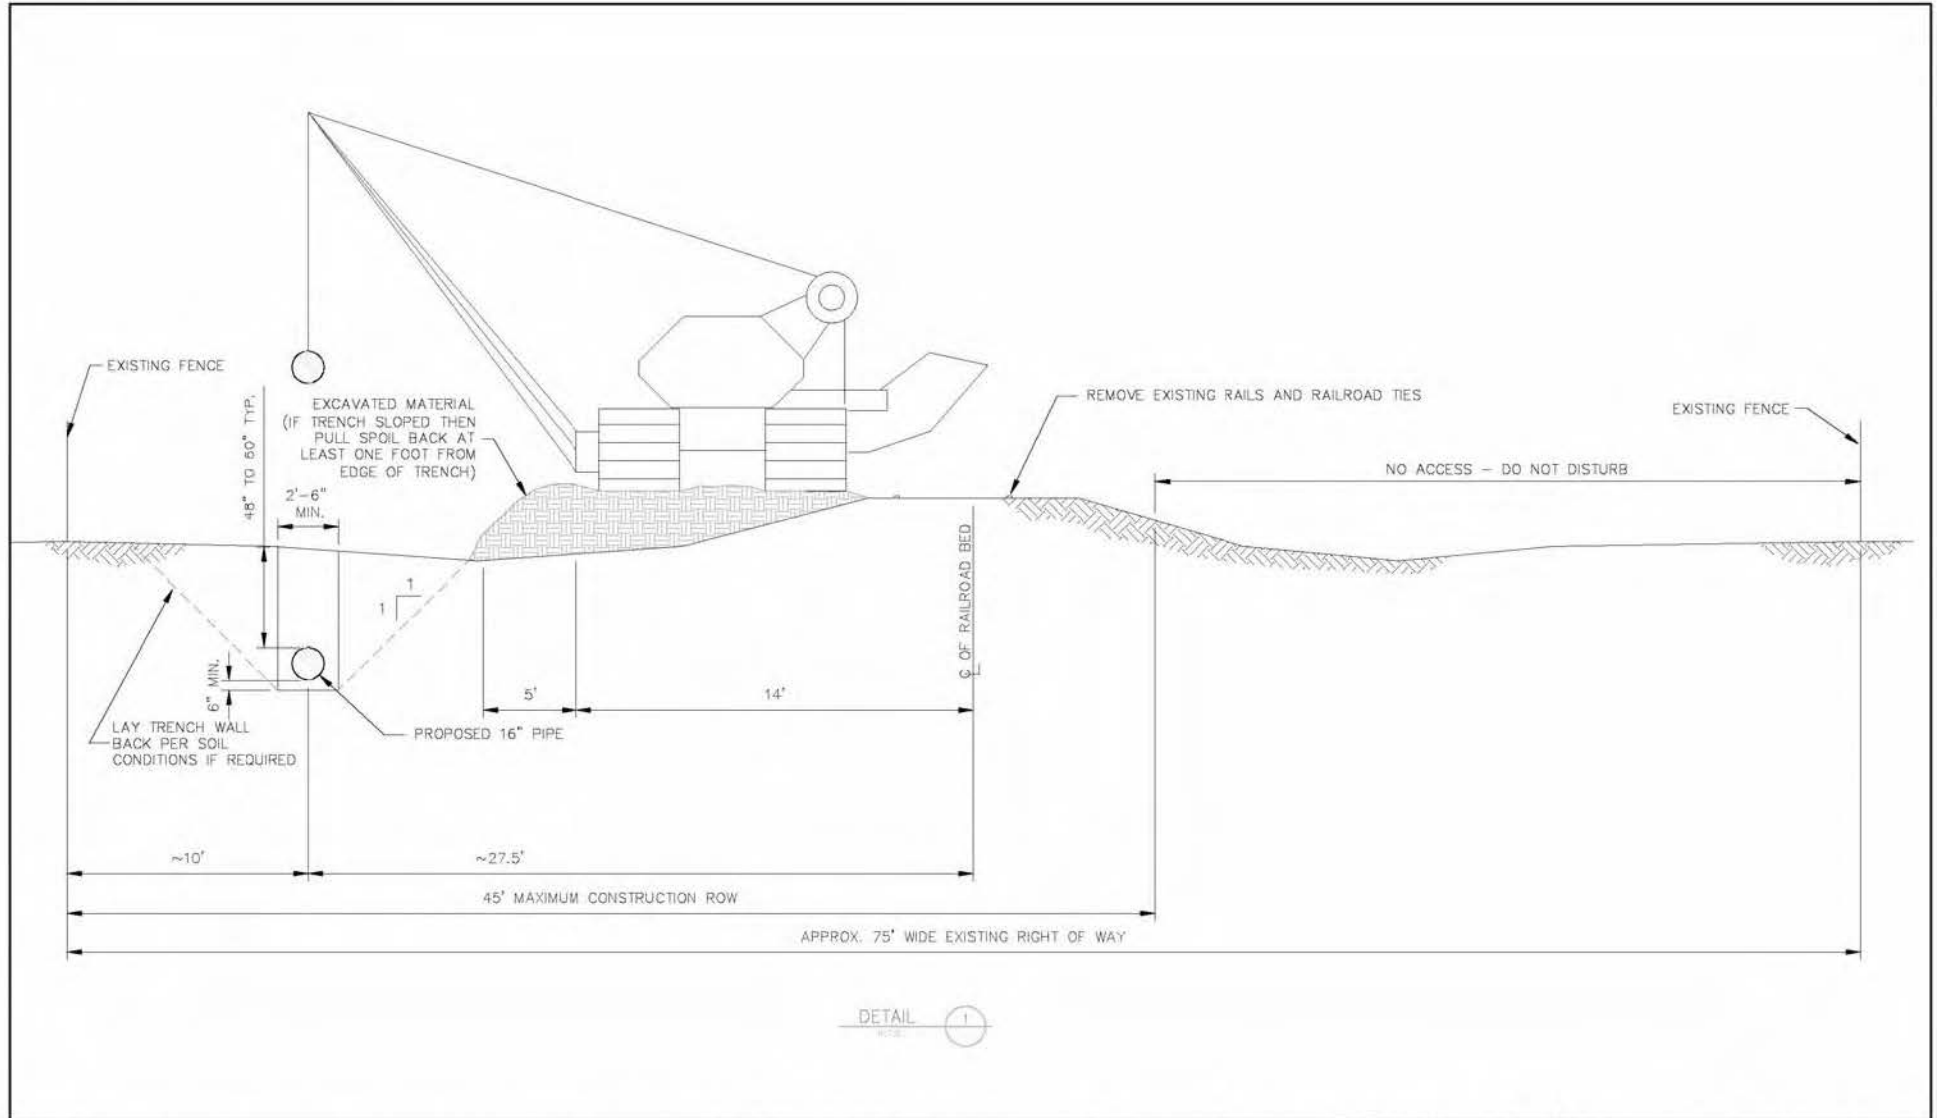 EXISTING FENCE
48" TO 60" TYP.
EXCAVATED MATERIAL
(IF TRENCH SLOPED THEN
PULL SPOIL BACK AT
LEAST ONE FOOT FROM
EDGE OF TRENCH)
REMOVE EXISTING RAILS AND RAILROAD TIES
EXISTING FENCE
NO ACCESS – DO NOT DISTURB
2'-6"
MIN.
1
1
℄ OF RAILROAD BED
6" MIN.
5'
14'
LAY TRENCH WALL
BACK PER SOIL
CONDITIONS IF REQUIRED
PROPOSED 16" PIPE
~10'
~27.5'
45' MAXIMUM CONSTRUCTION ROW
APPROX. 75' WIDE EXISTING RIGHT OF WAY
DETAIL
1